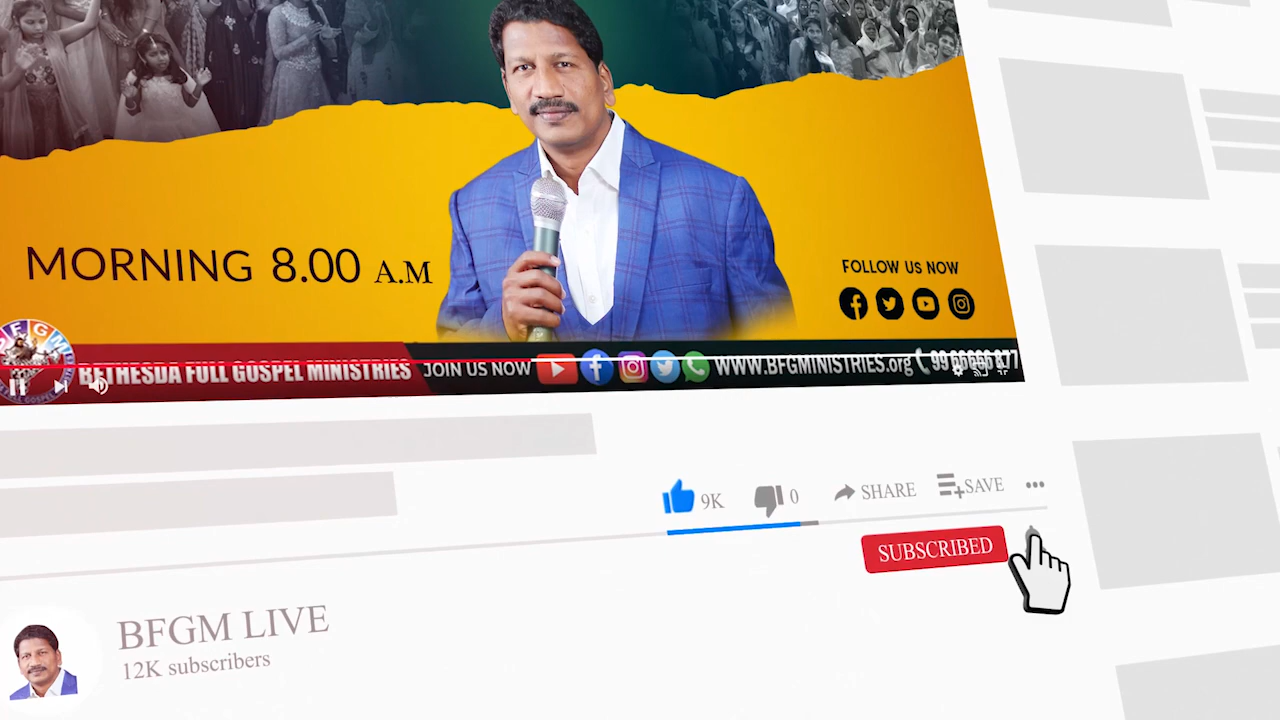 MORNING 8.00 A.M
FOLLOW US NOW
BFGM
BETHESDA FULL GOSPEL MINISTRIES JOIN US NOW WWW.BFGMINISTRIES.org
9K 0 SHARE SAVE
SUBSCRIBED
BFGM LIVE
12K subscribers